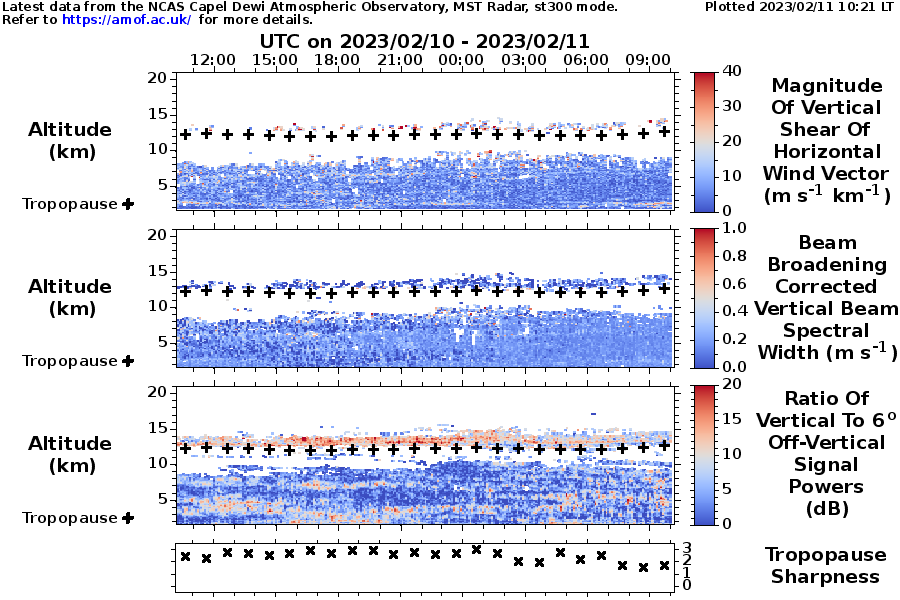 Latest data from the NCAS Capel Dewi Atmospheric Observatory, MST Radar, st300 mode.
Plotted 2023/02/11 10:21 LT
Refer to https://amof.ac.uk/ for more details.
UTC on 2023/02/10 - 2023/02/11
12:00 15:00 18:00 21:00 00:00 03:00 06:00 09:00
20
15
10
5
Altitude
(km)
Tropopause
40
30
20
10
0
Magnitude
Of Vertical
Shear Of
Horizontal
Wind Vector
(m s-1 km-1)
20
15
10
5
Altitude
(km)
Tropopause
1.0
0.8
0.6
0.4
0.2
0.0
Beam
Broadening
Corrected
Vertical Beam
Spectral
Width (m s-1)
20
15
10
5
Altitude
(km)
Tropopause
20
15
10
5
0
Ratio Of
Vertical To 6o
Off-Vertical
Signal
Powers
(dB)
3
2
1
0
Tropopause
Sharpness